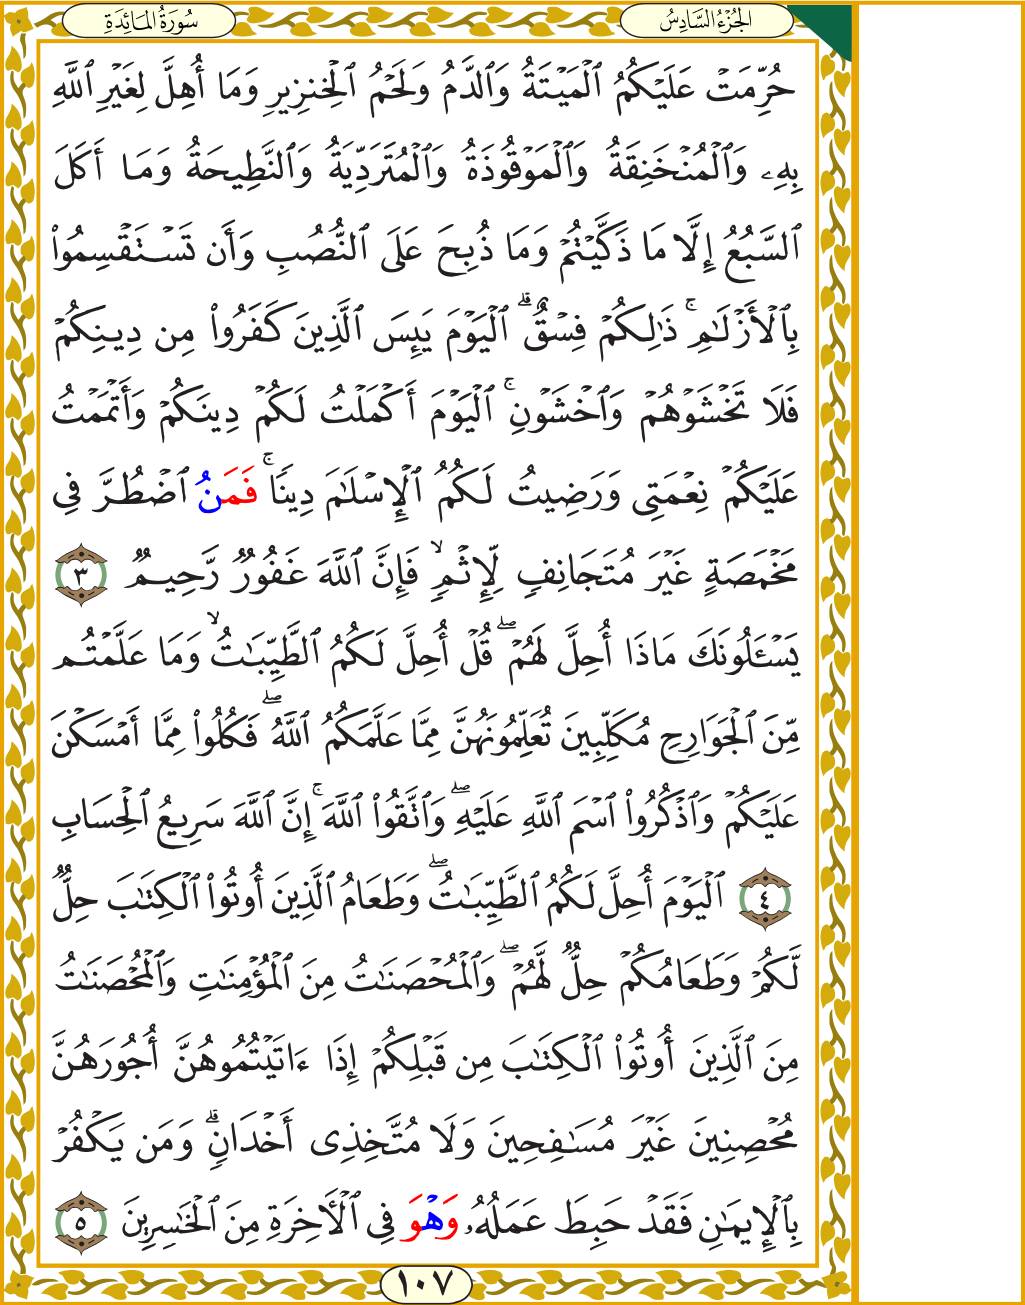 الجُزْءُ السَّادِسُ
سُورَةُ المَائِدَةِ
حُرِّمَتْ عَلَيْكُمُ ٱلْمَيْتَةُ وَٱلدَّمُ وَلَحْمُ ٱلْخِنزِيرِ وَمَا أُهِلَّ لِغَيْرِ ٱللَّهِ
بِهِۦ وَٱلْمُنْخَنِقَةُ وَٱلْمَوْقُوذَةُ وَٱلْمُتَرَدِّيَةُ وَٱلنَّطِيحَةُ وَمَا أَكَلَ
ٱلسَّبُعُ إِلَّا مَا ذَكَّيْتُمْ وَمَا ذُبِحَ عَلَى ٱلنُّصُبِ وَأَن تَسْتَقْسِمُوا۟
بِٱلْأَزْلَٰمِ ۚ ذَٰلِكُمْ فِسْقٌ ۗ ٱلْيَوْمَ يَئِسَ ٱلَّذِينَ كَفَرُوا۟ مِن دِينِكُمْ
فَلَا تَخْشَوْهُمْ وَٱخْشَوْنِ ۚ ٱلْيَوْمَ أَكْمَلْتُ لَكُمْ دِينَكُمْ وَأَتْمَمْتُ
عَلَيْكُمْ نِعْمَتِى وَرَضِيتُ لَكُمُ ٱلْإِسْلَٰمَ دِينًا ۚ فَمَنُ ٱضْطُرَّ فِى
مَخْمَصَةٍ غَيْرَ مُتَجَانِفٍ لِّإِثْمٍ ۙ فَإِنَّ ٱللَّهَ غَفُورٌ رَّحِيمٌ ٣
يَسْـَٔلُونَكَ مَاذَا أُحِلَّ لَهُمْ ۖ قُلْ أُحِلَّ لَكُمُ ٱلطَّيِّبَٰتُ ۙ وَمَا عَلَّمْتُم
مِّنَ ٱلْجَوَارِحِ مُكَلِّبِينَ تُعَلِّمُونَهُنَّ مِمَّا عَلَّمَكُمُ ٱللَّهُ ۖ فَكُلُوا۟ مِمَّا أَمْسَكْنَ
عَلَيْكُمْ وَٱذْكُرُوا۟ ٱسْمَ ٱللَّهِ عَلَيْهِ ۖ وَٱتَّقُوا۟ ٱللَّهَ ۚ إِنَّ ٱللَّهَ سَرِيعُ ٱلْحِسَابِ
٤ ٱلْيَوْمَ أُحِلَّ لَكُمُ ٱلطَّيِّبَٰتُ ۖ وَطَعَامُ ٱلَّذِينَ أُوتُوا۟ ٱلْكِتَٰبَ حِلٌّ
لَّكُمْ وَطَعَامُكُمْ حِلٌّ لَّهُمْ ۖ وَٱلْمُحْصَنَٰتُ مِنَ ٱلْمُؤْمِنَٰتِ وَٱلْمُحْصَنَٰتُ
مِنَ ٱلَّذِينَ أُوتُوا۟ ٱلْكِتَٰبَ مِن قَبْلِكُمْ إِذَا ءَاتَيْتُمُوهُنَّ أُجُورَهُنَّ
مُحْصِنِينَ غَيْرَ مُسَٰفِحِينَ وَلَا مُتَّخِذِى أَخْدَانٍ ۗ وَمَن يَكْفُرْ
بِٱلْإِيمَٰنِ فَقَدْ حَبِطَ عَمَلُهُۥ وَهْوَ فِى ٱلْأَخِرَةِ مِنَ ٱلْخَٰسِرِينَ ٥
١٠٧